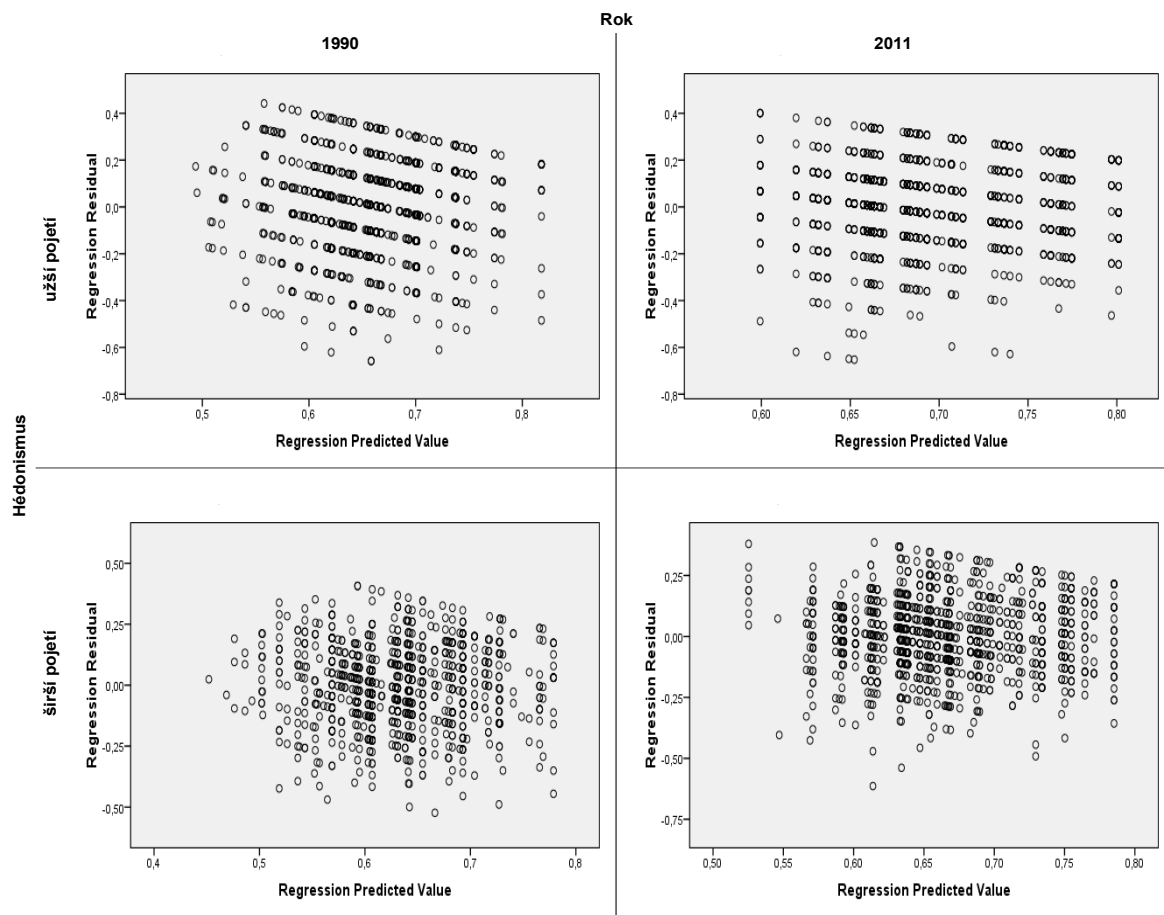 Rok
1990
2011
Hédonismus
užší pojetí
Regression Residual
0,4
0,2
0,0
-0,2
-0,4
-0,6
-0,8
0,5 0,6 0,7 0,8
Regression Predicted Value
Regression Residual
0,4
0,2
0,0
-0,2
-0,4
-0,6
-0,8
0,60 0,65 0,70 0,75 0,80
Regression Predicted Value
širší pojetí
Regression Residual
0,50
0,25
0,00
-0,25
-0,50
0,4 0,5 0,6 0,7 0,8
Regression Predicted Value
Regression Residual
0,25
0,00
-0,25
-0,50
-0,75
0,50 0,55 0,60 0,65 0,70 0,75 0,80
Regression Predicted Value